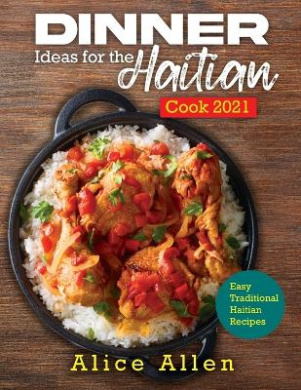 DINNER
Ideas for the
Haitian
Cook 2021
Easy
Traditional
Haitian
Recipes
Alice Allen